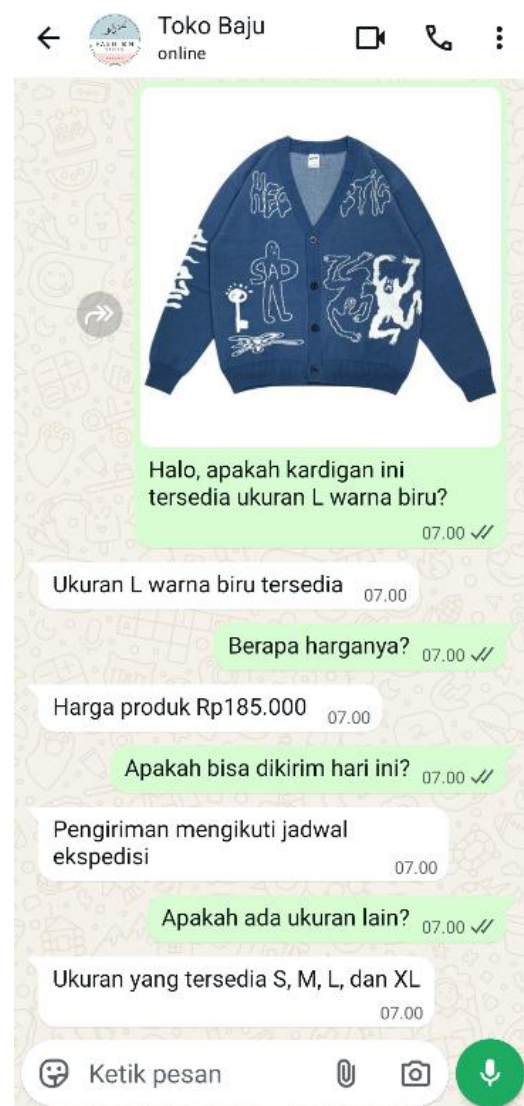 Toko Baju
online
FASHION
SAD
Halo, apakah kardigan ini
tersedia ukuran L warna biru?
07.00
Ukuran L warna biru tersedia 07.00
Berapa harganya? 07.00
Harga produk Rp185.000 07.00
Apakah bisa dikirim hari ini? 07.00
Pengiriman mengikuti jadwal
ekspedisi
07.00
Apakah ada ukuran lain? 07.00
Ukuran yang tersedia S, M, L, dan XL
07.00
Ketik pesan